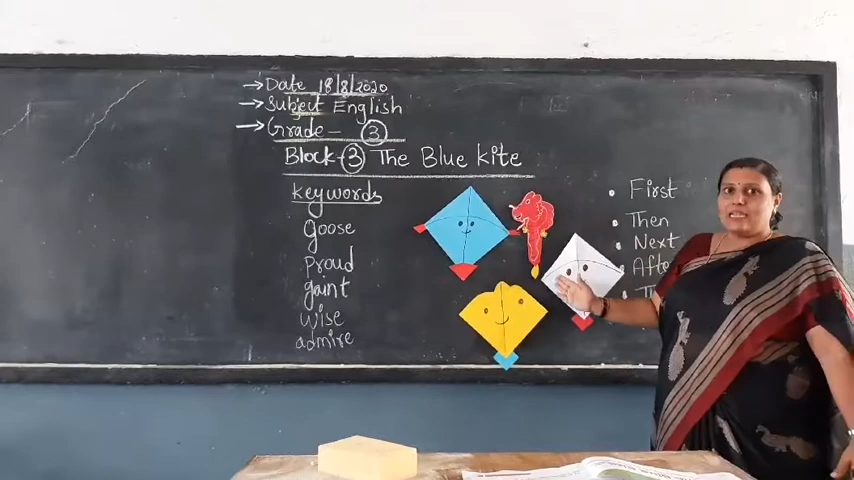 → Date 18/8/2020
→ Subject English
→ Grade - 3
Block-3 The Blue kite
keywords
goose
Proud
gaint
wise
admire
• First
• Then
• Next
• Afte